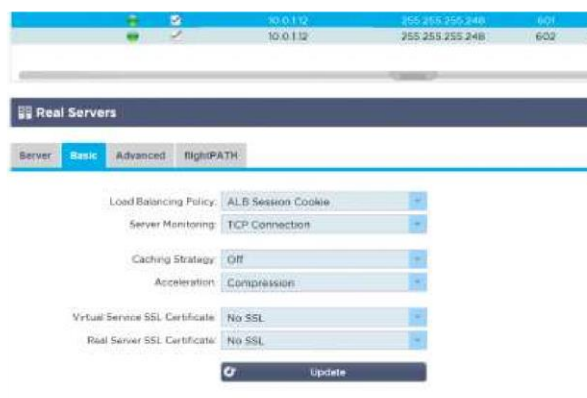 10.0.1.12 255.255.255.248 601
10.0.1.12 255.255.255.248 602
Real Servers
Server Basic Advanced flightPATH
Load Balancing Policy: ALB Session Cookie
Server Monitoring: TCP Connection
Caching Strategy: Off
Acceleration: Compression
Virtual Service SSL Certificate: No SSL
Real Server SSL Certificate: No SSL
Update